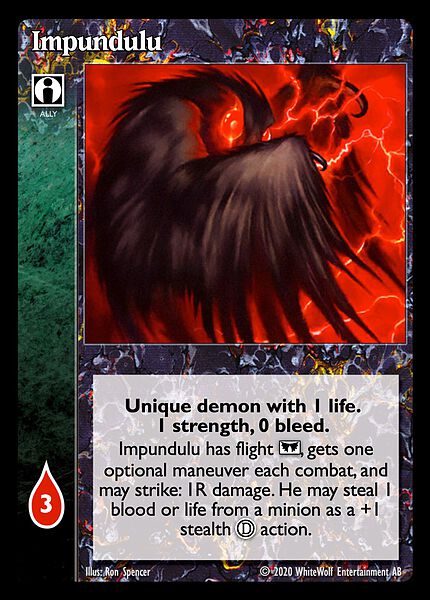 Impundulu
ALLY
Unique demon with 1 life.
1 strength, 0 bleed.
Impundulu has flight, gets one
optional maneuver each combat, and
may strike: 1R damage. He may steal 1
blood or life from a minion as a +1
stealth D action.
3
Illus: Ron Spencer
© 2020 WhiteWolf Entertainment AB